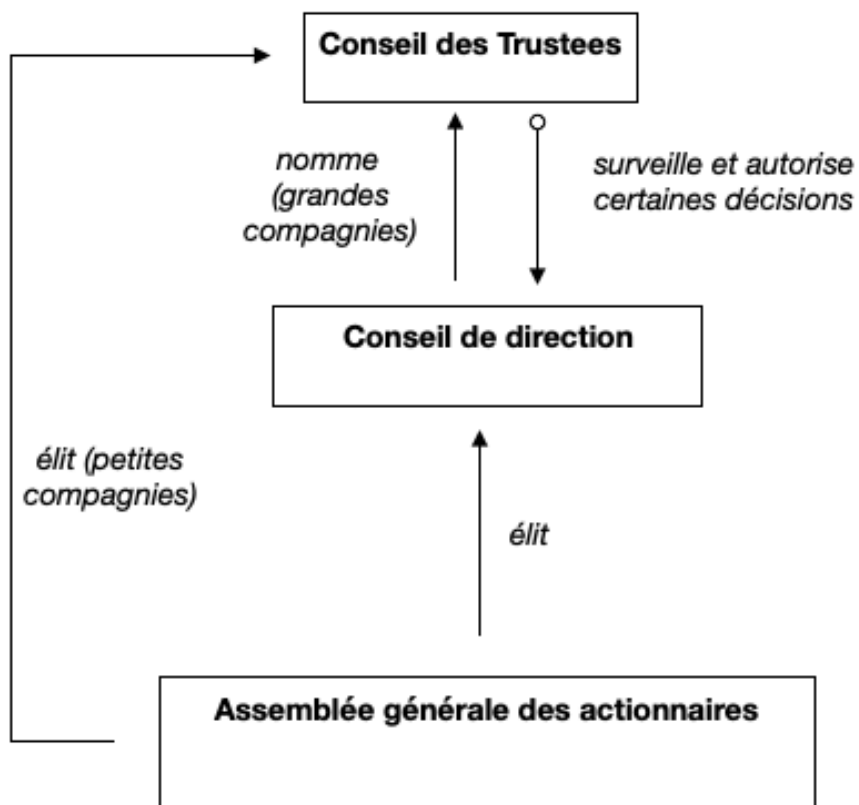 Conseil des Trustees
nomme
(grandes
compagnies)
surveille et autorise
certaines décisions
Conseil de direction
élit (petites
compagnies)
élit
Assemblée générale des actionnaires